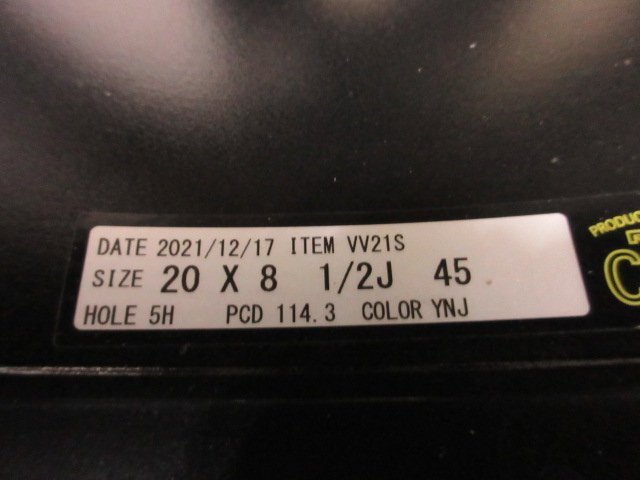 DATE 2021/12/17 ITEM VV21S
SIZE 20 X 8 1/2J 45
HOLE 5H PCD 114.3 COLOR YNJ